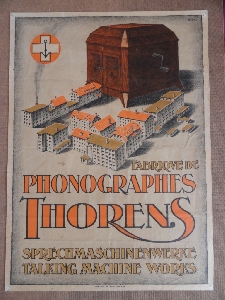 FABRIQUE DE
PHONOGRAPHES
THORENS
SPRECHMASCHINENWERKE
TALKING MACHINE WORKS